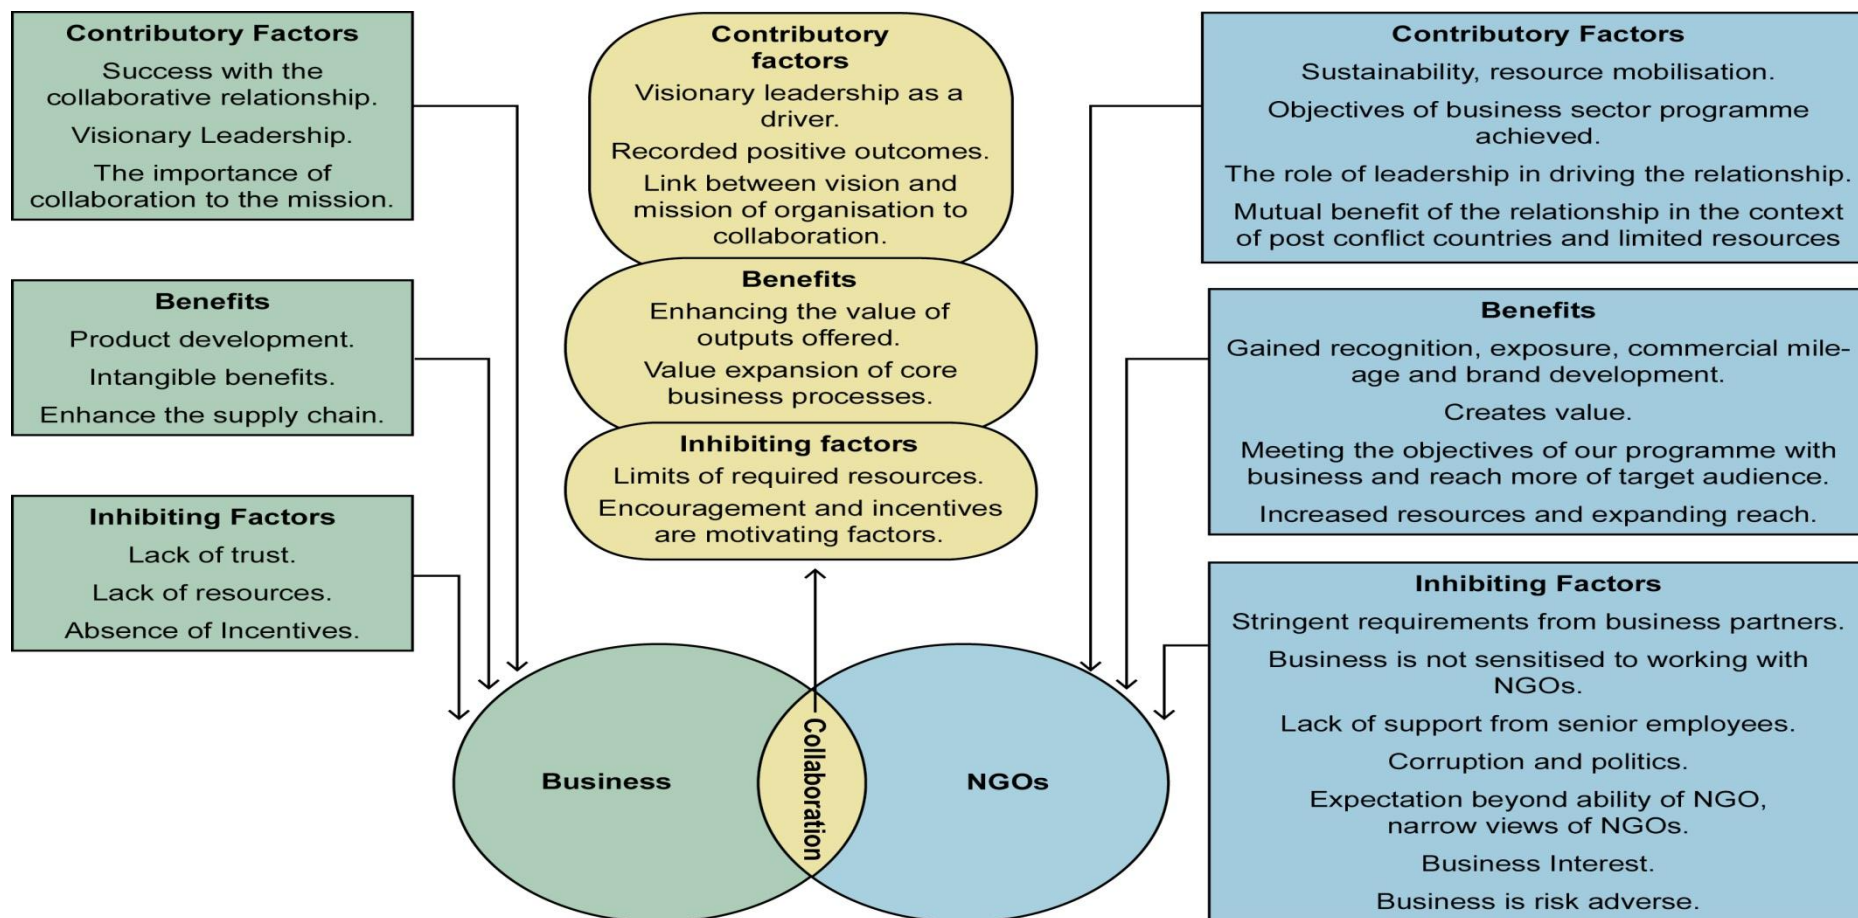 Contributory Factors
Success with the
collaborative relationship.
Visionary Leadership.
The importance of
collaboration to the mission.
Benefits
Product development.
Intangible benefits.
Enhance the supply chain.
Inhibiting Factors
Lack of trust.
Lack of resources.
Absence of Incentives.
Contributory
factors
Visionary leadership as a
driver.
Recorded positive outcomes.
Link between vision and
mission of organisation to
collaboration.
Benefits
Enhancing the value of
outputs offered.
Value expansion of core
business processes.
Inhibiting factors
Limits of required resources.
Encouragement and incentives
are motivating factors.
Contributory Factors
Sustainability, resource mobilisation.
Objectives of business sector programme
achieved.
The role of leadership in driving the relationship.
Mutual benefit of the relationship in the context
of post conflict countries and limited resources
Benefits
Gained recognition, exposure, commercial mile-
age and brand development.
Creates value.
Meeting the objectives of our programme with
business and reach more of target audience.
Increased resources and expanding reach.
Inhibiting Factors
Stringent requirements from business partners.
Business is not sensitised to working with
NGOs.
Lack of support from senior employees.
Corruption and politics.
Expectation beyond ability of NGO,
narrow views of NGOs.
Business Interest.
Business is risk adverse.
Business
Collaboration
NGOs